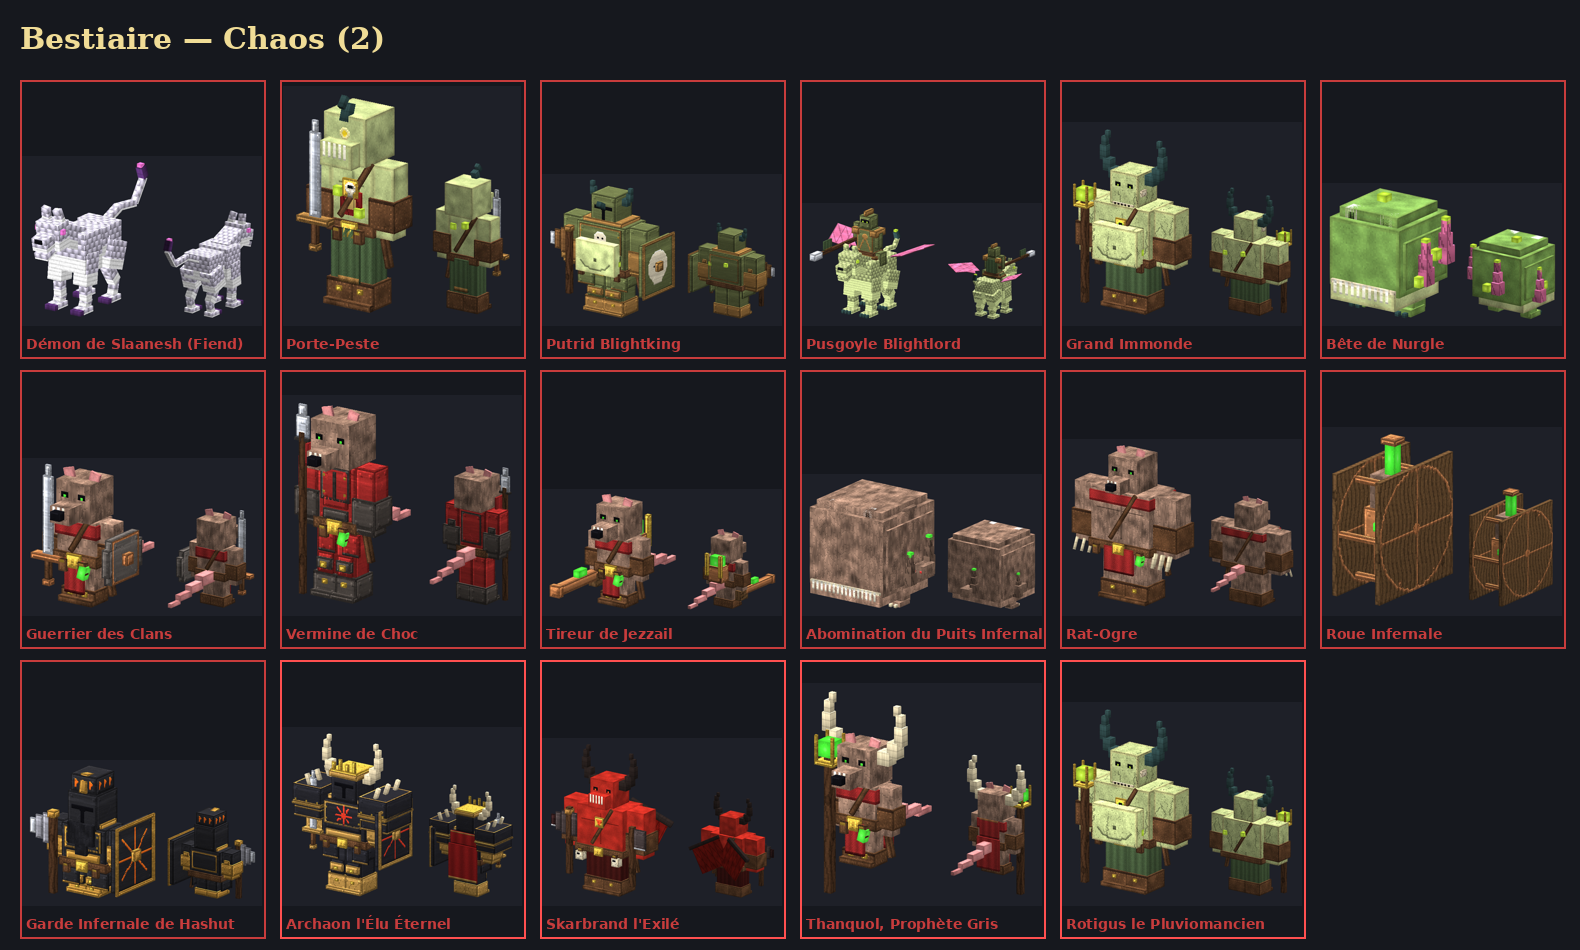 Bestiaire — Chaos (2)
Démon de Slaanesh (Fiend)
Porte-Peste
Putrid Blightking
Pusgoyle Blightlord
Grand Immonde
Bête de Nurgle
Guerrier des Clans
Vermine de Choc
Tireur de Jezzail
Abomination du Puits Infernal
Rat-Ogre
Roue Infernale
Garde Infernale de Hashut
Archaon l'Élu Éternel
Skarbrand l'Exilé
Thanquol, Prophète Gris
Rotigus le Pluviomancien